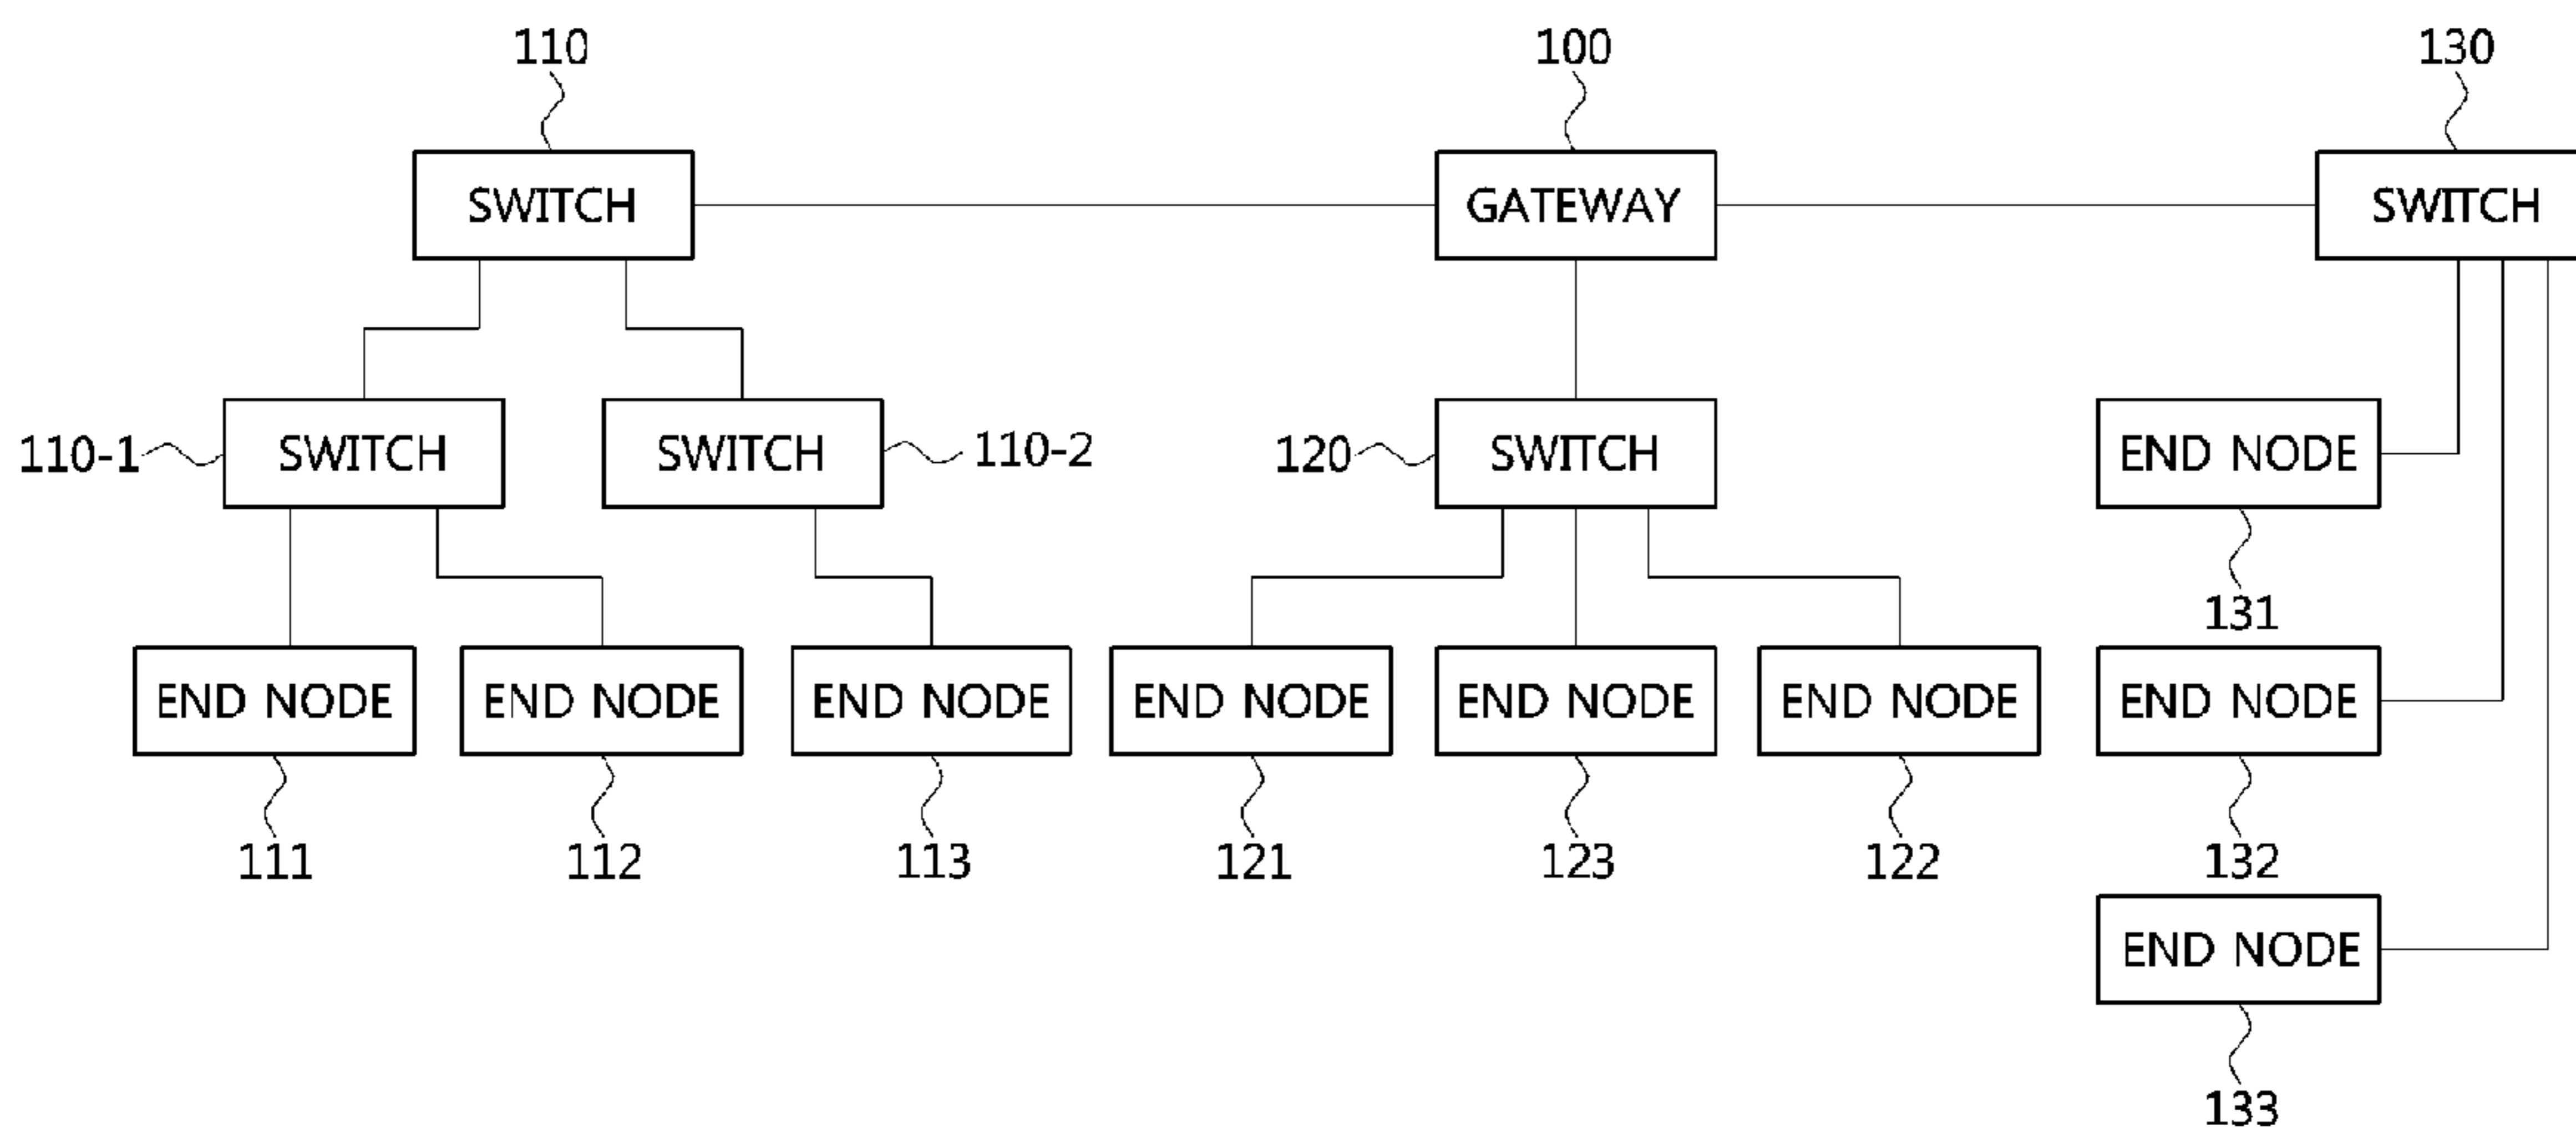 110 100 130
SWITCH GATEWAY SWITCH
110-1 SWITCH SWITCH 110-2 120 SWITCH END NODE
131
END NODE END NODE END NODE END NODE END NODE END NODE END NODE
111 112 113 121 123 122 132
END NODE
133